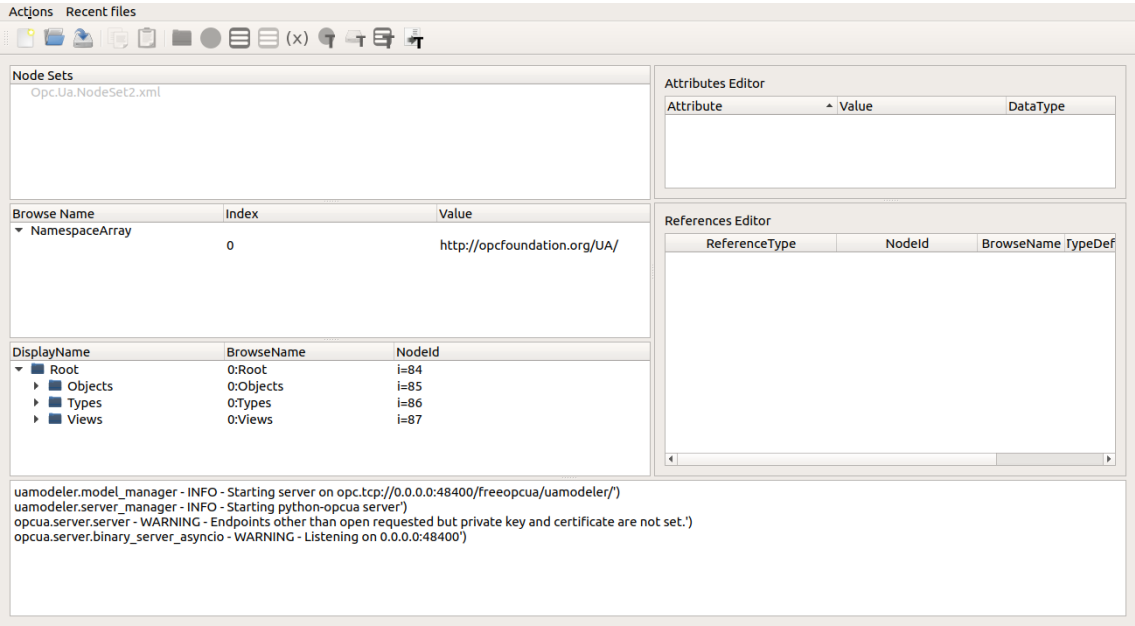 Actions Recent files
(x) T T T T
Node Sets
Opc.Ua.NodeSet2.xml
Attributes Editor
Attribute Value DataType
Browse Name Index Value
NamespaceArray
0 http://opcfoundation.org/UA/
References Editor
ReferenceType NodeId BrowseName TypeDef
DisplayName BrowseName NodeId
Root 0:Root i=84
Objects 0:Objects i=85
Types 0:Types i=86
Views 0:Views i=87
uamodeler.model_manager - INFO - Starting server on opc.tcp://0.0.0.0:48400/freeopcua/uamodeler/')
uamodeler.server_manager - INFO - Starting python-opcua server')
opcua.server.server - WARNING - Endpoints other than open requested but private key and certificate are not set.')
opcua.server.binary_server_asyncio - WARNING - Listening on 0.0.0.0:48400')